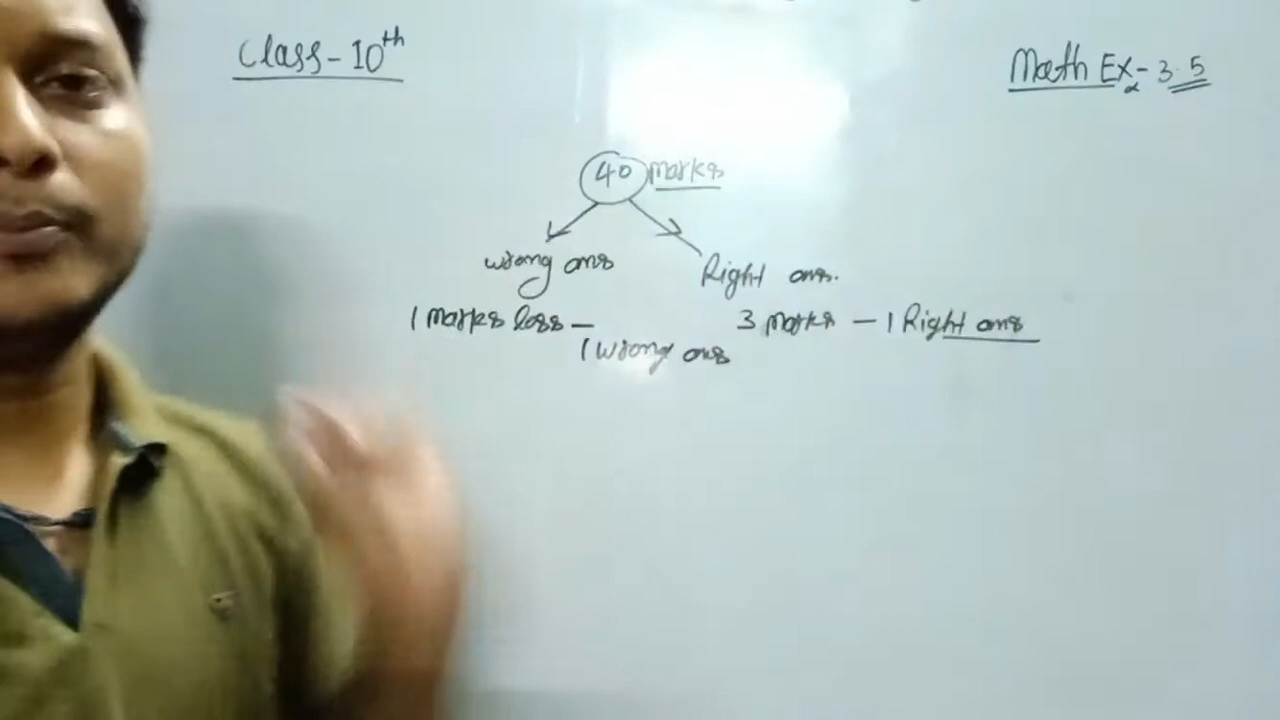 Class-10th
Math Ex-3.5
40 marks
wrong ans
Right ans.
1 marks loss -
1 wrong ans
3 marks - 1 Right ans